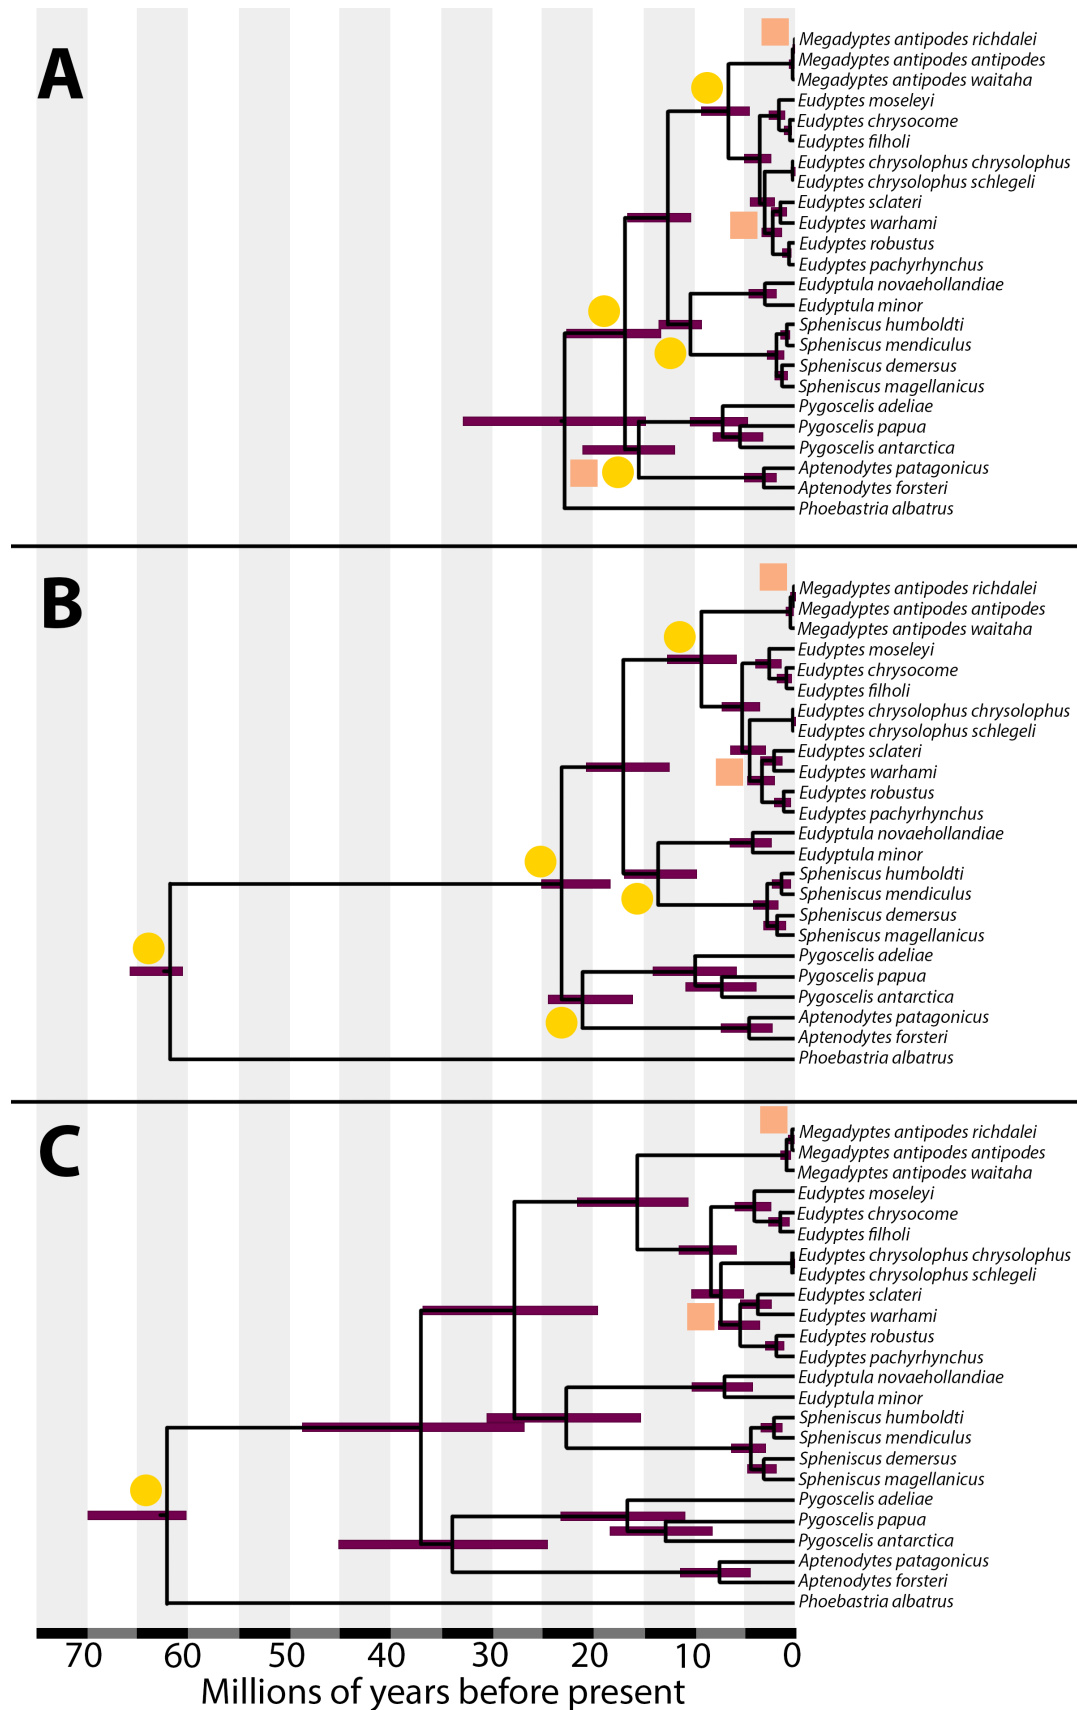 A
Megadyptes antipodes richdalei
Megadyptes antipodes antipodes
Megadyptes antipodes waitaha
Eudyptes moseleyi
Eudyptes chrysocome
Eudyptes filholi
Eudyptes chrysolophus chrysolophus
Eudyptes chrysolophus schlegeli
Eudyptes sclateri
Eudyptes warhami
Eudyptes robustus
Eudyptes pachyrhynchus
Eudyptula novaehollandiae
Eudyptula minor
Spheniscus humboldti
Spheniscus mendiculus
Spheniscus demersus
Spheniscus magellanicus
Pygoscelis adeliae
Pygoscelis papua
Pygoscelis antarctica
Aptenodytes patagonicus
Aptenodytes forsteri
Phoebastria albatrus
B
Megadyptes antipodes richdalei
Megadyptes antipodes antipodes
Megadyptes antipodes waitaha
Eudyptes moseleyi
Eudyptes chrysocome
Eudyptes filholi
Eudyptes chrysolophus chrysolophus
Eudyptes chrysolophus schlegeli
Eudyptes sclateri
Eudyptes warhami
Eudyptes robustus
Eudyptes pachyrhynchus
Eudyptula novaehollandiae
Eudyptula minor
Spheniscus humboldti
Spheniscus mendiculus
Spheniscus demersus
Spheniscus magellanicus
Pygoscelis adeliae
Pygoscelis papua
Pygoscelis antarctica
Aptenodytes patagonicus
Aptenodytes forsteri
Phoebastria albatrus
C
Megadyptes antipodes richdalei
Megadyptes antipodes antipodes
Megadyptes antipodes waitaha
Eudyptes moseleyi
Eudyptes chrysocome
Eudyptes filholi
Eudyptes chrysolophus chrysolophus
Eudyptes chrysolophus schlegeli
Eudyptes sclateri
Eudyptes warhami
Eudyptes robustus
Eudyptes pachyrhynchus
Eudyptula novaehollandiae
Eudyptula minor
Spheniscus humboldti
Spheniscus mendiculus
Spheniscus demersus
Spheniscus magellanicus
Pygoscelis adeliae
Pygoscelis papua
Pygoscelis antarctica
Aptenodytes patagonicus
Aptenodytes forsteri
Phoebastria albatrus
70 60 50 40 30 20 10 0
Millions of years before present